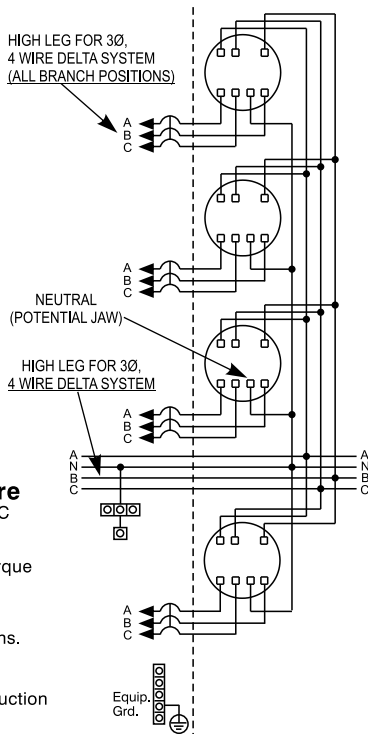 HIGH LEG FOR 3Ø,
4 WIRE DELTA SYSTEM
(ALL BRANCH POSITIONS)
A
B
C
A
B
C
NEUTRAL
(POTENTIAL JAW)
A
B
C
HIGH LEG FOR 3Ø,
4 WIRE DELTA SYSTEM
A
N
B
C
A
N
B
C
re
C
rque
A
B
C
ns.
uction
Equip.
Grd.